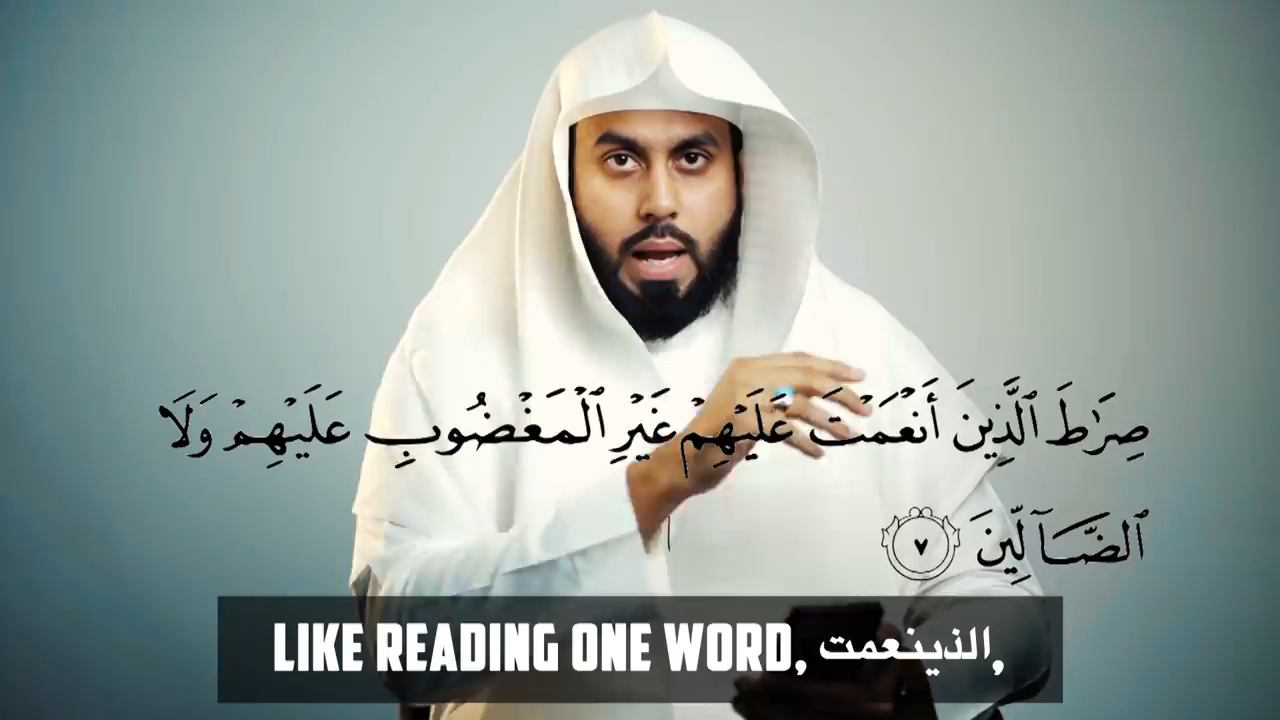 صِرَٰطَ ٱلَّذِينَ أَنْعَمْتَ عَلَيْهِمْ غَيْرِ ٱلْمَغْضُوبِ عَلَيْهِمْ وَلَا
ٱلضَّآلِّينَ ٧
LIKE READING ONE WORD, الذينعمت,